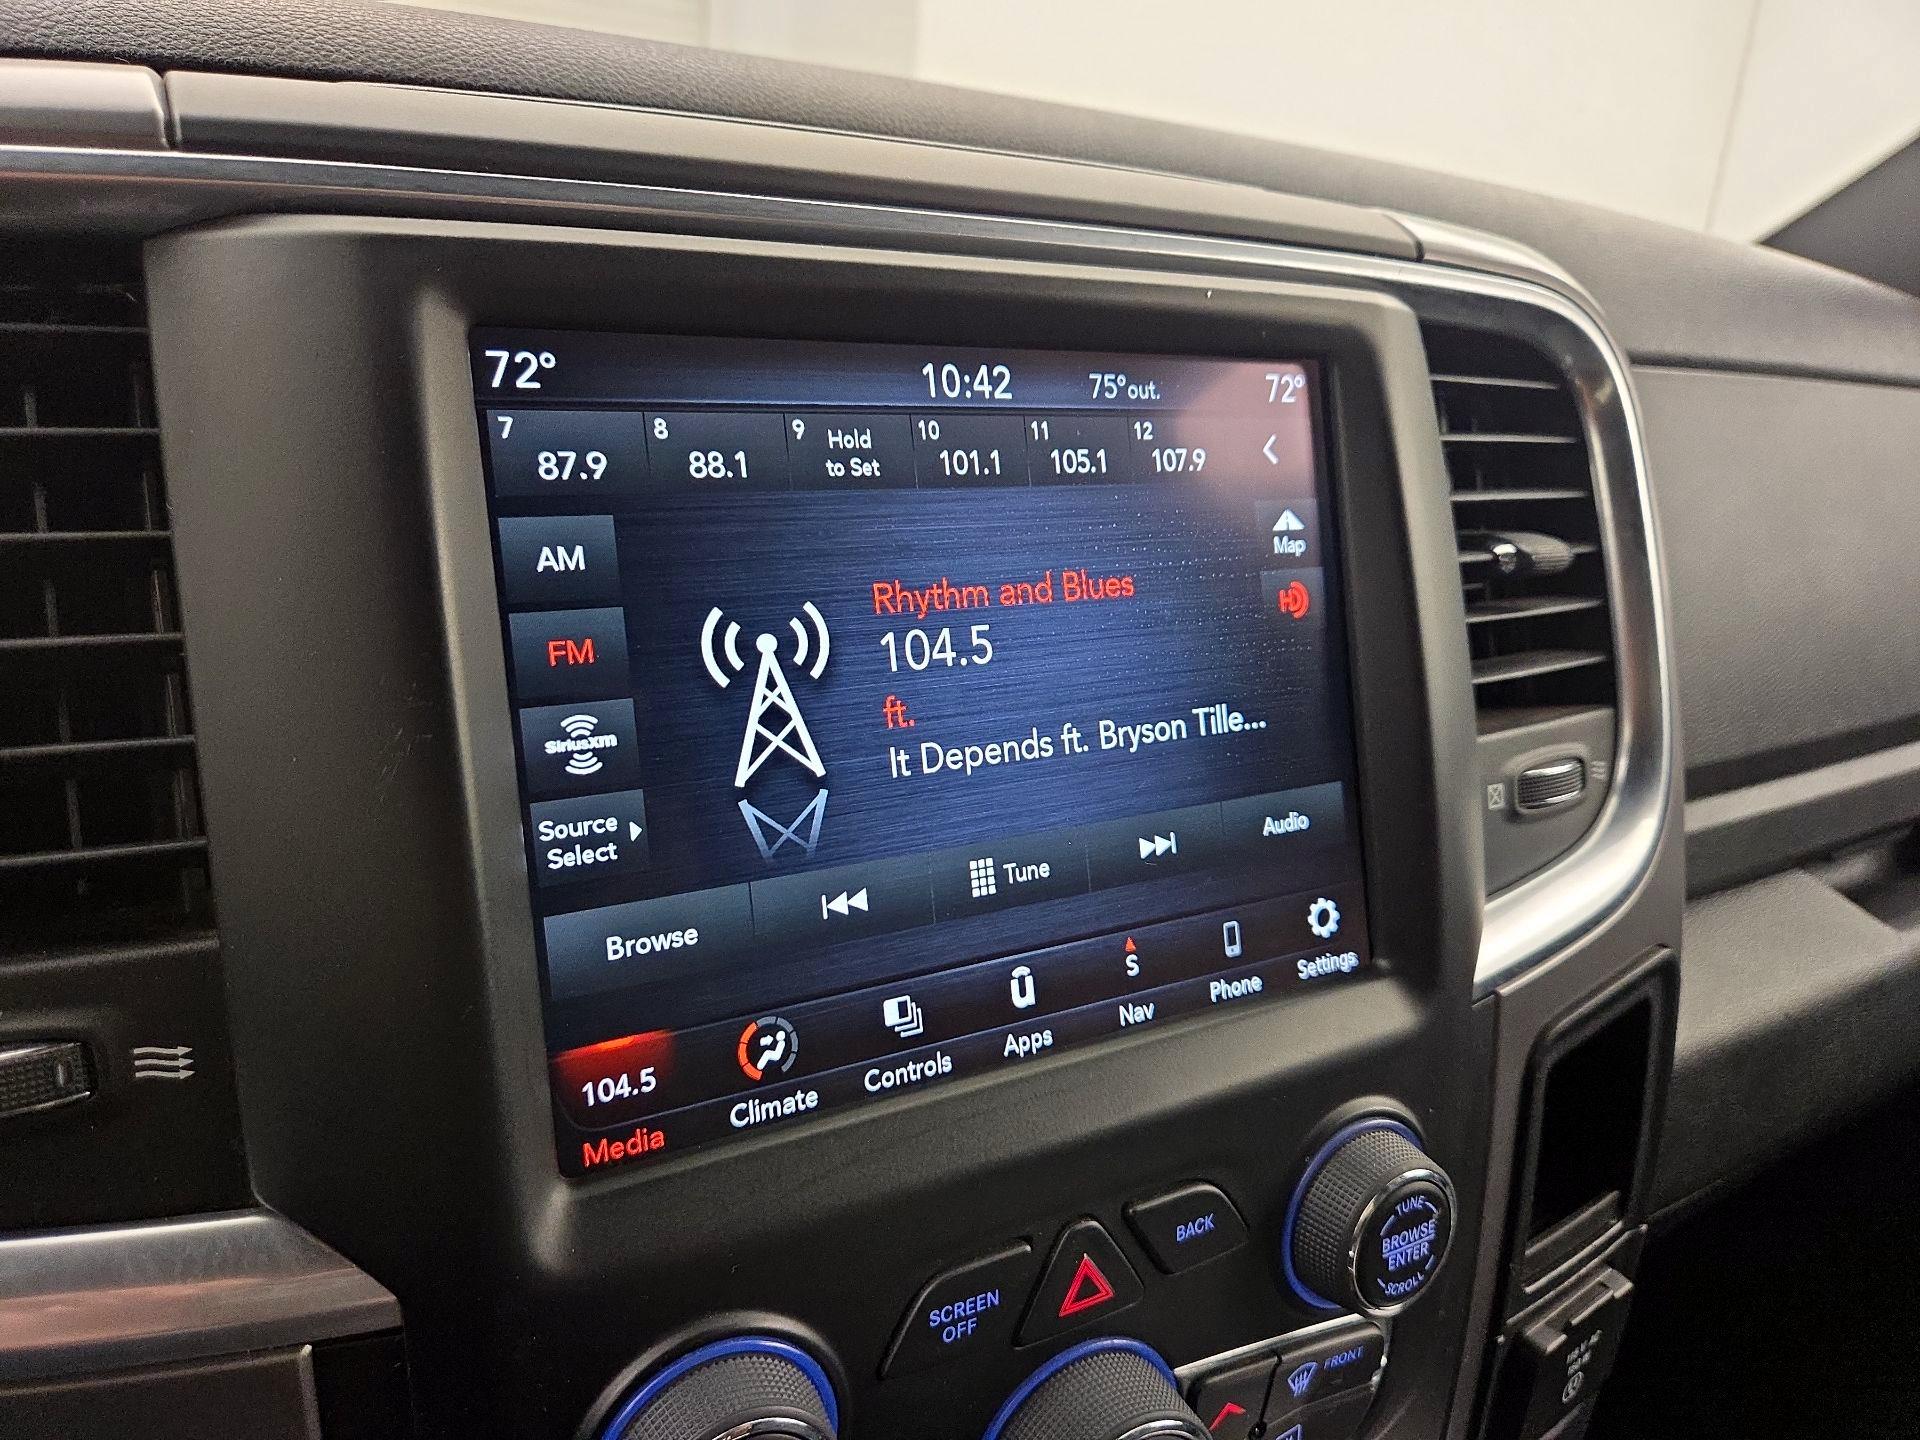 72° 10:42 75° out. 72°
7 8 9 Hold 10 11 12
87.9 88.1 to Set 101.1 105.1 107.9
Map
AM
Rhythm and Blues
HD
104.5
FM
ft.
It Depends ft. Bryson Tille...
SiriusXM
Source
Select
Browse Tune Audio
104.5
Media Climate Controls Apps S Nav Phone Settings
SCREEN
OFF
BACK
TUNE
BROWSE
ENTER
SCROLL
FRONT